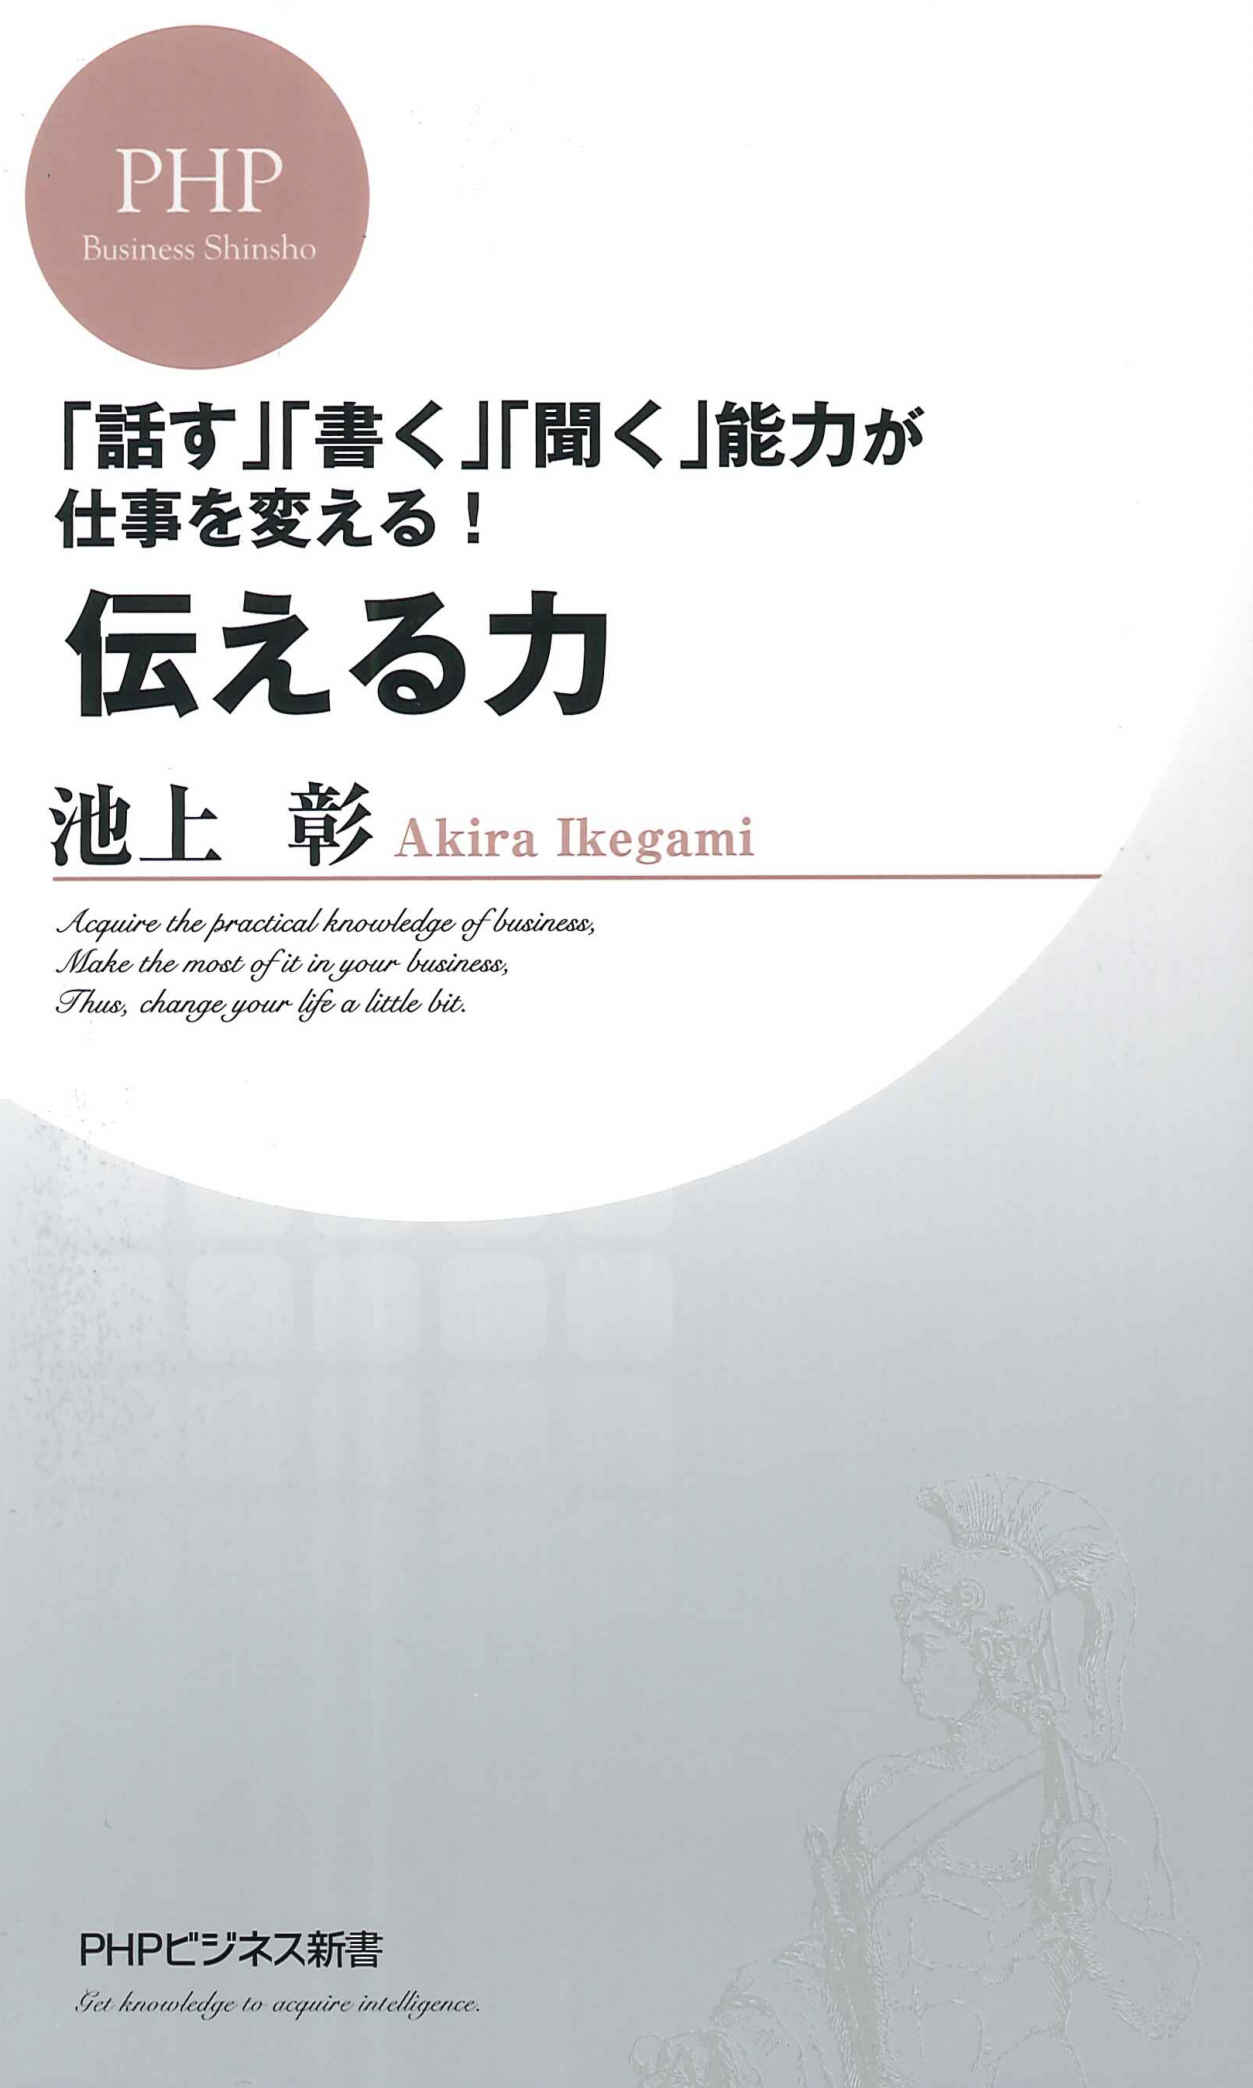 PHP
Business Shinsho
「話す」「書く」「聞く」能力が
仕事を変える！
伝える力
池上　彰 Akira Ikegami
Acquire the practical knowledge of business,
Make the most of it in your business,
Thus, change your life a little bit.
PHPビジネス新書
Get knowledge to acquire intelligence.